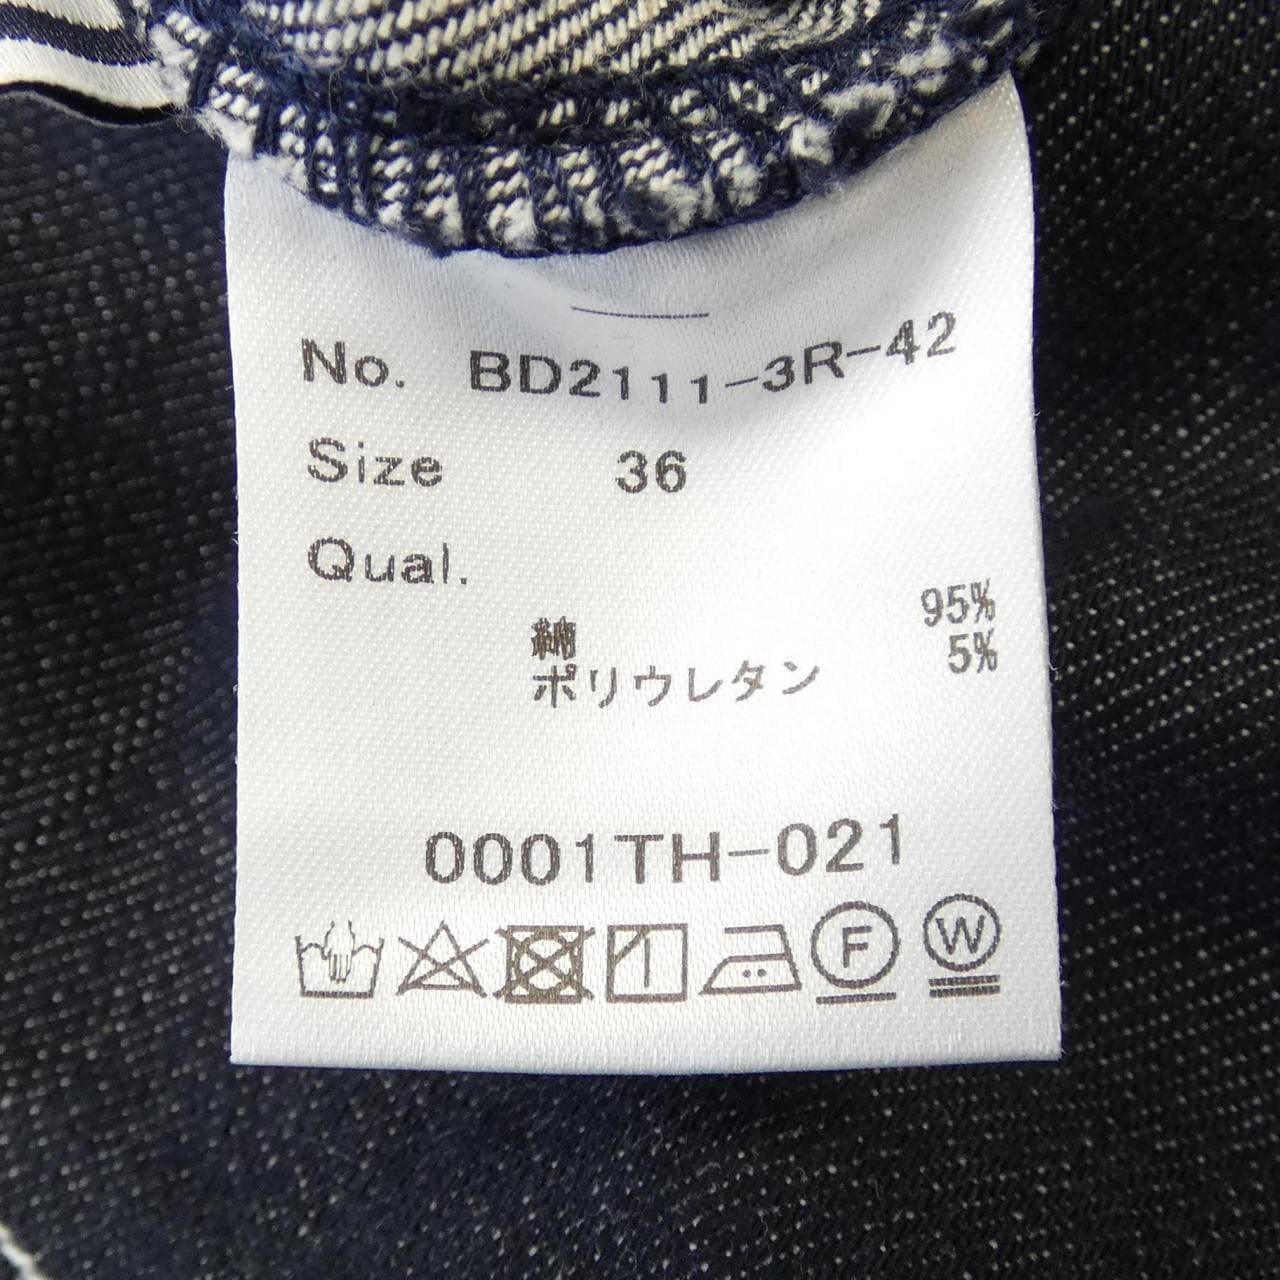 No. BD2111-3R-42
Size 36
Qual.
綿 95%
ポリウレタン 5%
0001TH-021
F W